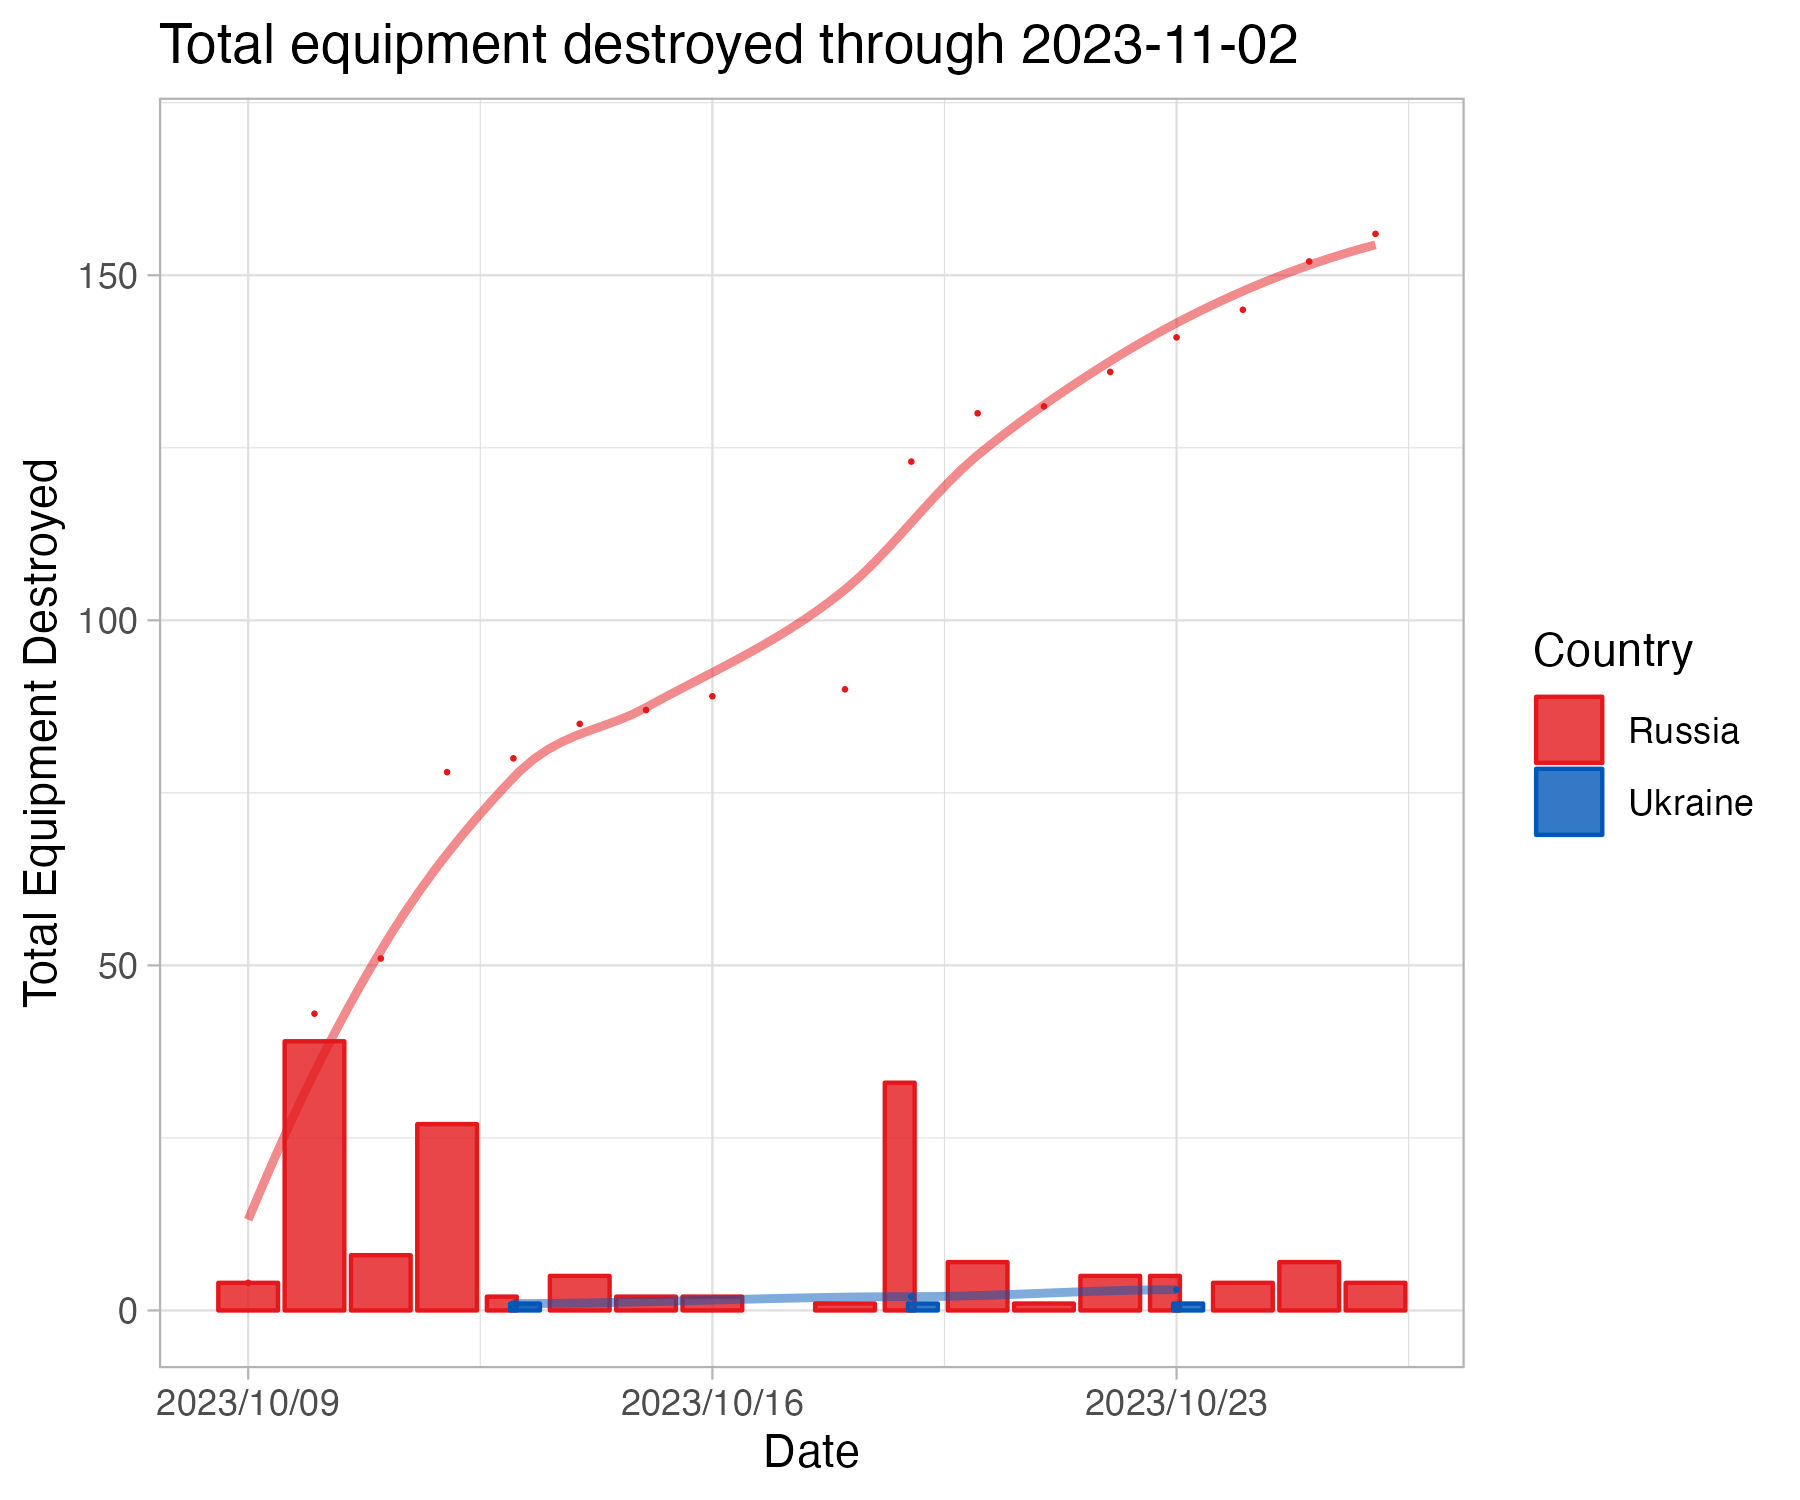 Total equipment destroyed through 2023-11-02
Total Equipment Destroyed
150
100
50
0
2023/10/09
2023/10/16
2023/10/23
Date
Country
Russia
Ukraine